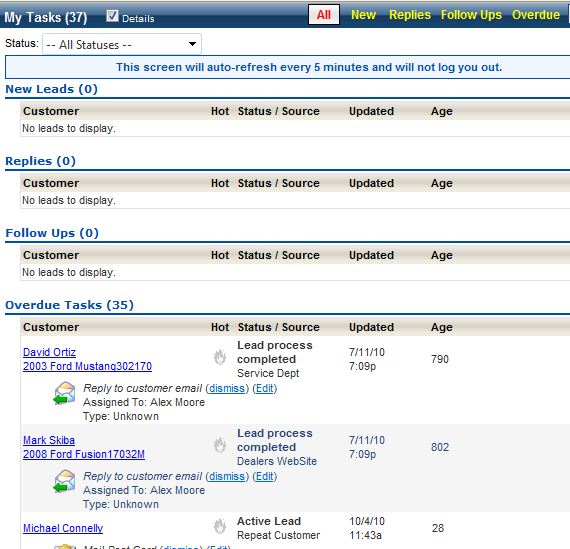 My Tasks (37) Details All New Replies Follow Ups Overdue
Status: -- All Statuses --
This screen will auto-refresh every 5 minutes and will not log you out.
New Leads (0)
Customer Hot Status / Source Updated Age
No leads to display.
Replies (0)
Customer Hot Status / Source Updated Age
No leads to display.
Follow Ups (0)
Customer Hot Status / Source Updated Age
No leads to display.
Overdue Tasks (35)
Customer Hot Status / Source Updated Age
David Ortiz
2003 Ford Mustang302170
Lead process
completed
Service Dept
7/11/10
7:09p
790
Reply to customer email (dismiss) (Edit)
Assigned To: Alex Moore
Type: Unknown
Mark Skiba
2008 Ford Fusion17032M
Lead process
completed
Dealers WebSite
7/11/10
7:09p
802
Reply to customer email (dismiss) (Edit)
Assigned To: Alex Moore
Type: Unknown
Michael Connelly
Active Lead
Repeat Customer
10/4/10
11:43a
28
Mail Post Card (dismiss) (Edit)